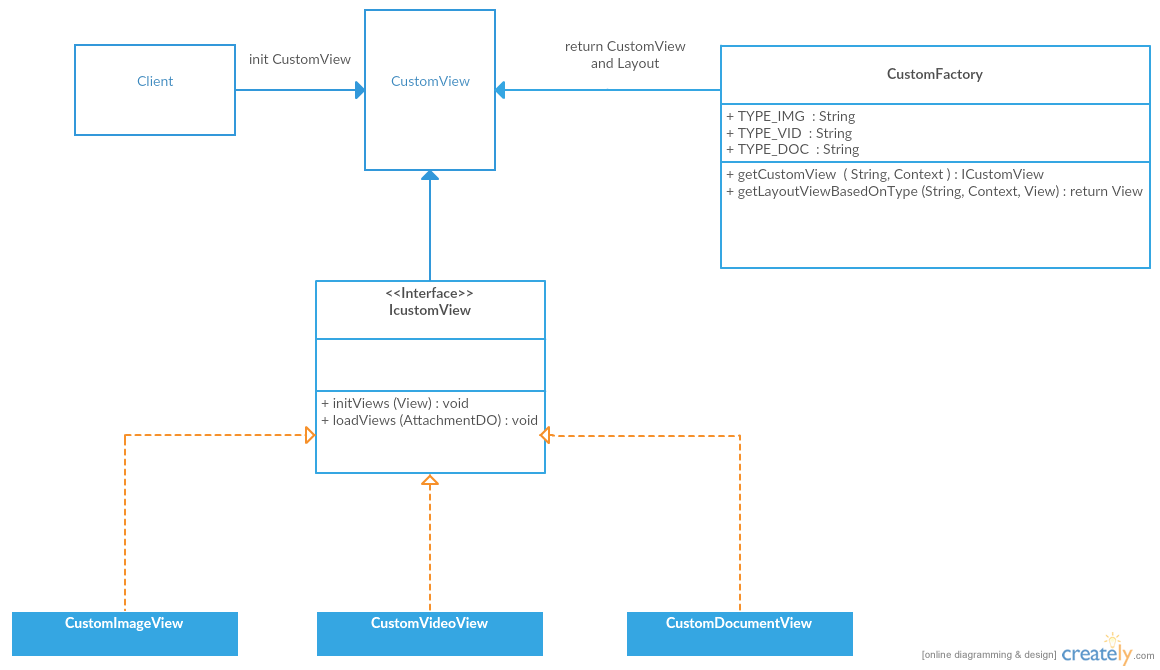 Client
init CustomView
CustomView
return CustomView
and Layout
CustomFactory
+ TYPE_IMG : String
+ TYPE_VID : String
+ TYPE_DOC : String
+ getCustomView ( String, Context ) : ICustomView
+ getLayoutViewBasedOnType (String, Context, View) : return View
<<Interface>>
IcustomView
+ initViews (View) : void
+ loadViews (AttachmentDO) : void
CustomImageView
CustomVideoView
CustomDocumentView
[online diagramming & design] creately.com